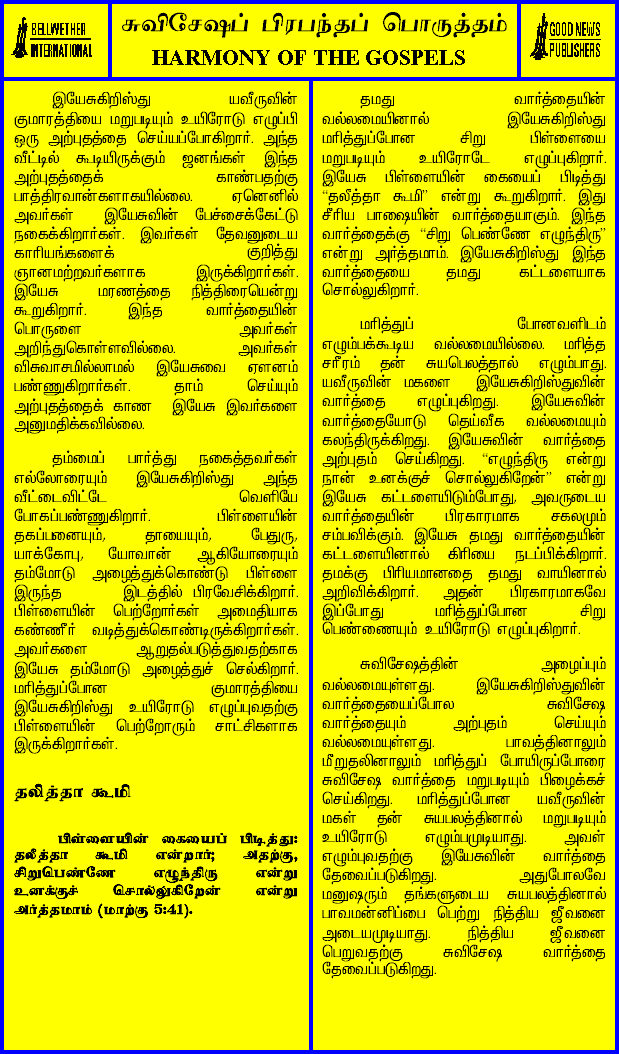 BELLWETHER
INTERNATIONAL
சுவிசேஷப் பிரபந்தப் பொருத்தம்
HARMONY OF THE GOSPELS
GOOD NEWS
PUBLISHERS
இயேசுகிறிஸ்து யவீருவின்
குமாரத்தியை மறுபடியும் உயிரோடு எழுப்பி
ஒரு அற்புதத்தை செய்யப்போகிறார். அந்த
வீட்டில் கூடியிருக்கும் ஜனங்கள் இந்த
அற்புதத்தைக் காண்பதற்கு
பாத்திரவான்களாகயில்லை. ஏனெனில்
அவர்கள் இயேசுவின் பேச்சைக்கேட்டு
நகைக்கிறார்கள். இவர்கள் தேவனுடைய
காரியங்களைக் குறித்து
ஞானமற்றவர்களாக இருக்கிறார்கள்.
இயேசு மரணத்தை நித்திரையென்று
கூறுகிறார். இந்த வார்த்தையின்
பொருளை அவர்கள்
அறிந்துகொள்ளவில்லை. அவர்கள்
விசுவாசமில்லாமல் இயேசுவை ஏளனம்
பண்ணுகிறார்கள். தாம் செய்யும்
அற்புதத்தைக் காண இயேசு இவர்களை
அனுமதிக்கவில்லை.
தம்மைப் பார்த்து நகைத்தவர்கள்
எல்லோரையும் இயேசுகிறிஸ்து அந்த
வீட்டைவிட்டே வெளியே
போகப்பண்ணுகிறார். பிள்ளையின்
தகப்பனையும், தாயையும், பேதுரு,
யாக்கோபு, யோவான் ஆகியோரையும்
தம்மோடு அழைத்துக்கொண்டு பிள்ளை
இருந்த இடத்தில் பிரவேசிக்கிறார்.
பிள்ளையின் பெற்றோர்கள் அமைதியாக
கண்ணீர் வடித்துக்கொண்டிருக்கிறார்கள்.
அவர்களை ஆறுதல்படுத்துவதற்காக
இயேசு தம்மோடு அழைத்துச் செல்கிறார்.
மரித்துப்போன குமாரத்தியை
இயேசுகிறிஸ்து உயிரோடு எழுப்புவதற்கு
பிள்ளையின் பெற்றோரும் சாட்சிகளாக
இருக்கிறார்கள்.
தலித்தா கூமி
பிள்ளையின் கையைப் பிடித்து:
தலீத்தா கூமி என்றார்; அதற்கு,
சிறுபெண்ணே எழுந்திரு என்று
உனக்குச் சொல்லுகிறேன் என்று
அர்த்தமாம் (மாற்கு 5:41).
தமது வார்த்தையின்
வல்லமையினால் இயேசுகிறிஸ்து
மரித்துப்போன சிறு பிள்ளையை
மறுபடியும் உயிரோடே எழுப்புகிறார்.
இயேசு பிள்ளையின் கையைப் பிடித்து
“தலீத்தா கூமி” என்று கூறுகிறார். இது
சீரிய பாஷையின் வார்த்தையாகும். இந்த
வார்த்தைக்கு “சிறு பெண்ணே எழுந்திரு”
என்று அர்த்தமாம். இயேசுகிறிஸ்து இந்த
வார்த்தையை தமது கட்டளையாக
சொல்லுகிறார்.
மரித்துப் போனவளிடம்
எழும்பக்கூடிய வல்லமையில்லை. மரித்த
சரீரம் தன் சுயபெலத்தால் எழும்பாது.
யவீருவின் மகளை இயேசுகிறிஸ்துவின்
வார்த்தை எழுப்புகிறது. இயேசுவின்
வார்த்தையோடு தெய்வீக வல்லமையும்
கலந்திருக்கிறது. இயேசுவின் வார்த்தை
அற்புதம் செய்கிறது. “எழுந்திரு என்று
நான் உனக்குச் சொல்லுகிறேன்” என்று
இயேசு கட்டளையிடும்போது, அவருடைய
வார்த்தையின் பிரகாரமாக சகலமும்
சம்பவிக்கும். இயேசு தமது வார்த்தையின்
கட்டளையினால் கிரியை நடப்பிக்கிறார்.
தமக்கு பிரியமானதை தமது வாயினால்
அறிவிக்கிறார். அதன் பிரகாரமாகவே
இப்போது மரித்துப்போன சிறு
பெண்ணையும் உயிரோடு எழுப்புகிறார்.
சுவிசேஷத்தின் அழைப்பும்
வல்லமையுள்ளது. இயேசுகிறிஸ்துவின்
வார்த்தையைப்போல சுவிசேஷ
வார்த்தையும் அற்புதம் செய்யும்
வல்லமையுள்ளது. பாவத்தினாலும்
மீறுதலினாலும் மரித்துப் போயிருப்போரை
சுவிசேஷ வார்த்தை மறுபடியும் பிழைக்கச்
செய்கிறது. மரித்துப்போன யவீருவின்
மகள் தன் சுயபலத்தினால் மறுபடியும்
உயிரோடு எழும்பமுடியாது. அவள்
எழும்புவதற்கு இயேசுவின் வார்த்தை
தேவைப்படுகிறது. அதுபோலவே
மனுஷரும் தங்களுடைய சுயபலத்தினால்
பாவமன்னிப்பை பெற்று நித்திய ஜீவனை
அடையமுடியாது. நித்திய ஜீவனை
பெறுவதற்கு சுவிசேஷ வார்த்தை
தேவைப்படுகிறது.